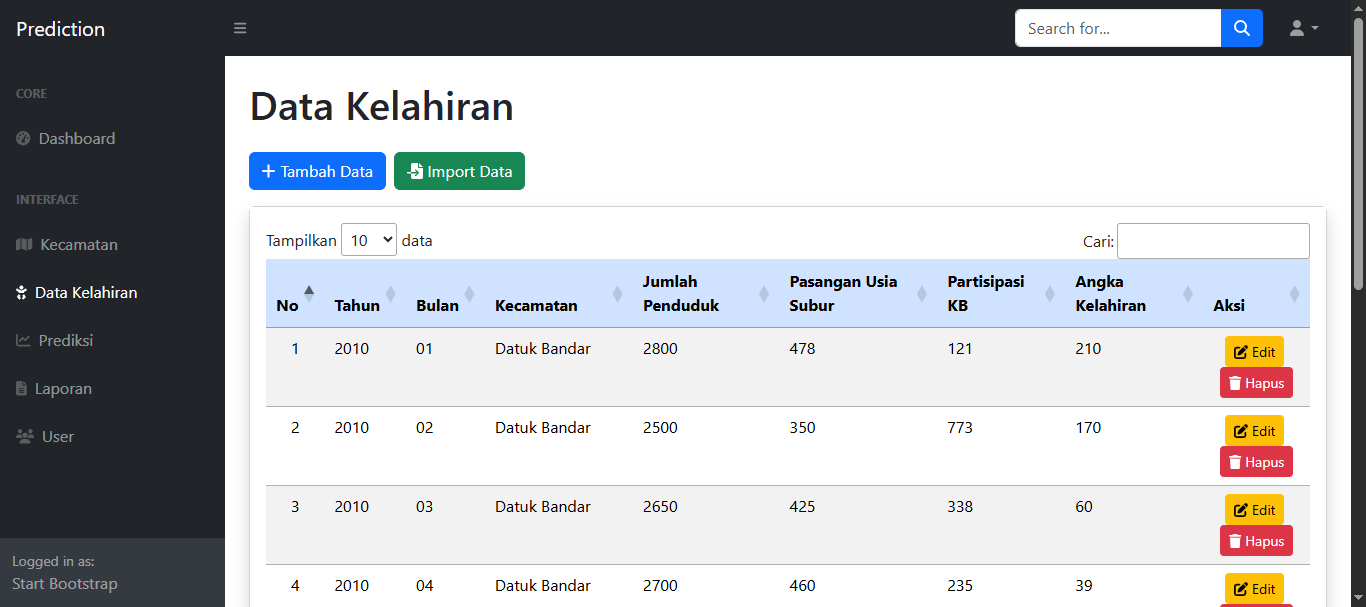 Prediction
Search for...
CORE
Dashboard
INTERFACE
Kecamatan
Data Kelahiran
Prediksi
Laporan
User
Logged in as:
Start Bootstrap
Data Kelahiran
Tambah Data
Import Data
Tampilkan 10 data
Cari:
No Tahun Bulan Kecamatan Jumlah Penduduk Pasangan Usia Subur Partisipasi KB Angka Kelahiran Aksi
1 2010 01 Datuk Bandar 2800 478 121 210 Edit
Hapus
2 2010 02 Datuk Bandar 2500 350 773 170 Edit
Hapus
3 2010 03 Datuk Bandar 2650 425 338 60 Edit
Hapus
4 2010 04 Datuk Bandar 2700 460 235 39 Edit